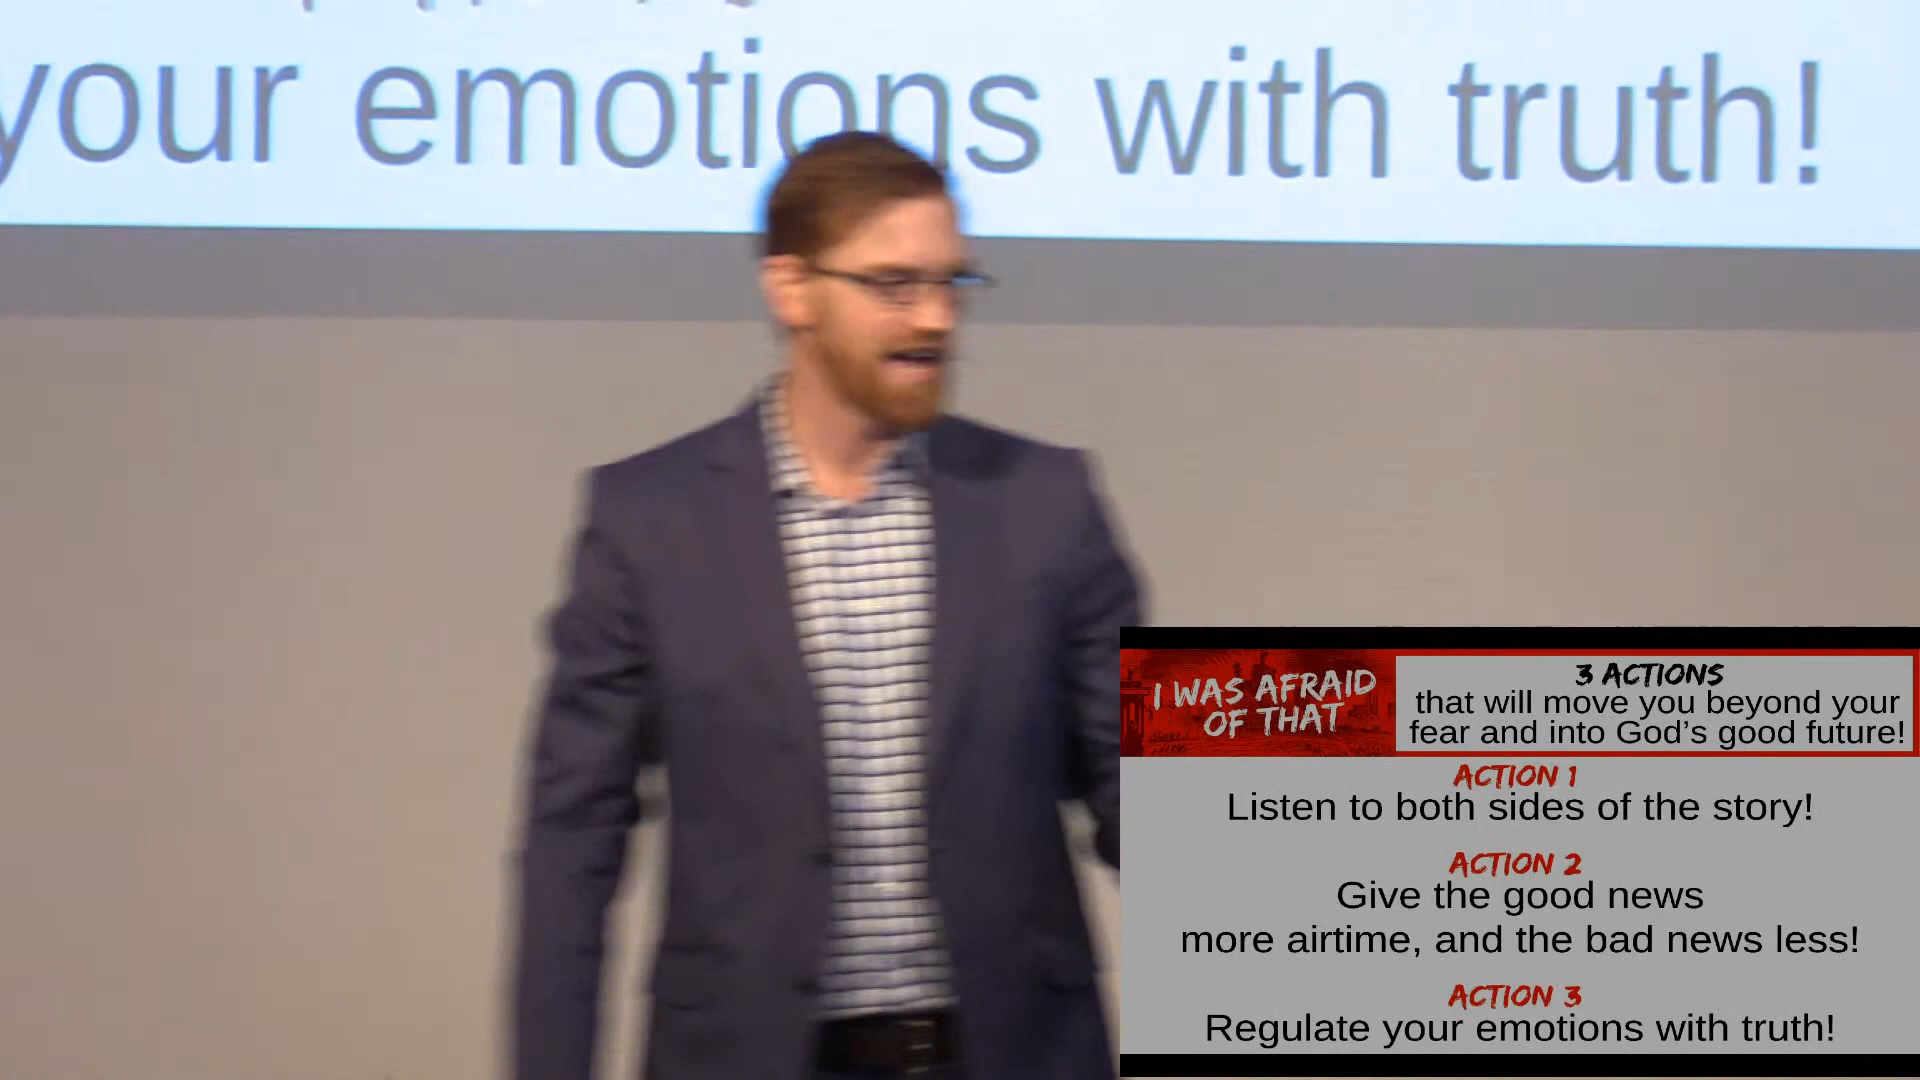 your emotions with truth!
I WAS AFRAID
OF THAT
3 ACTIONS
that will move you beyond your
fear and into God’s good future!
ACTION 1
Listen to both sides of the story!
ACTION 2
Give the good news
more airtime, and the bad news less!
ACTION 3
Regulate your emotions with truth!